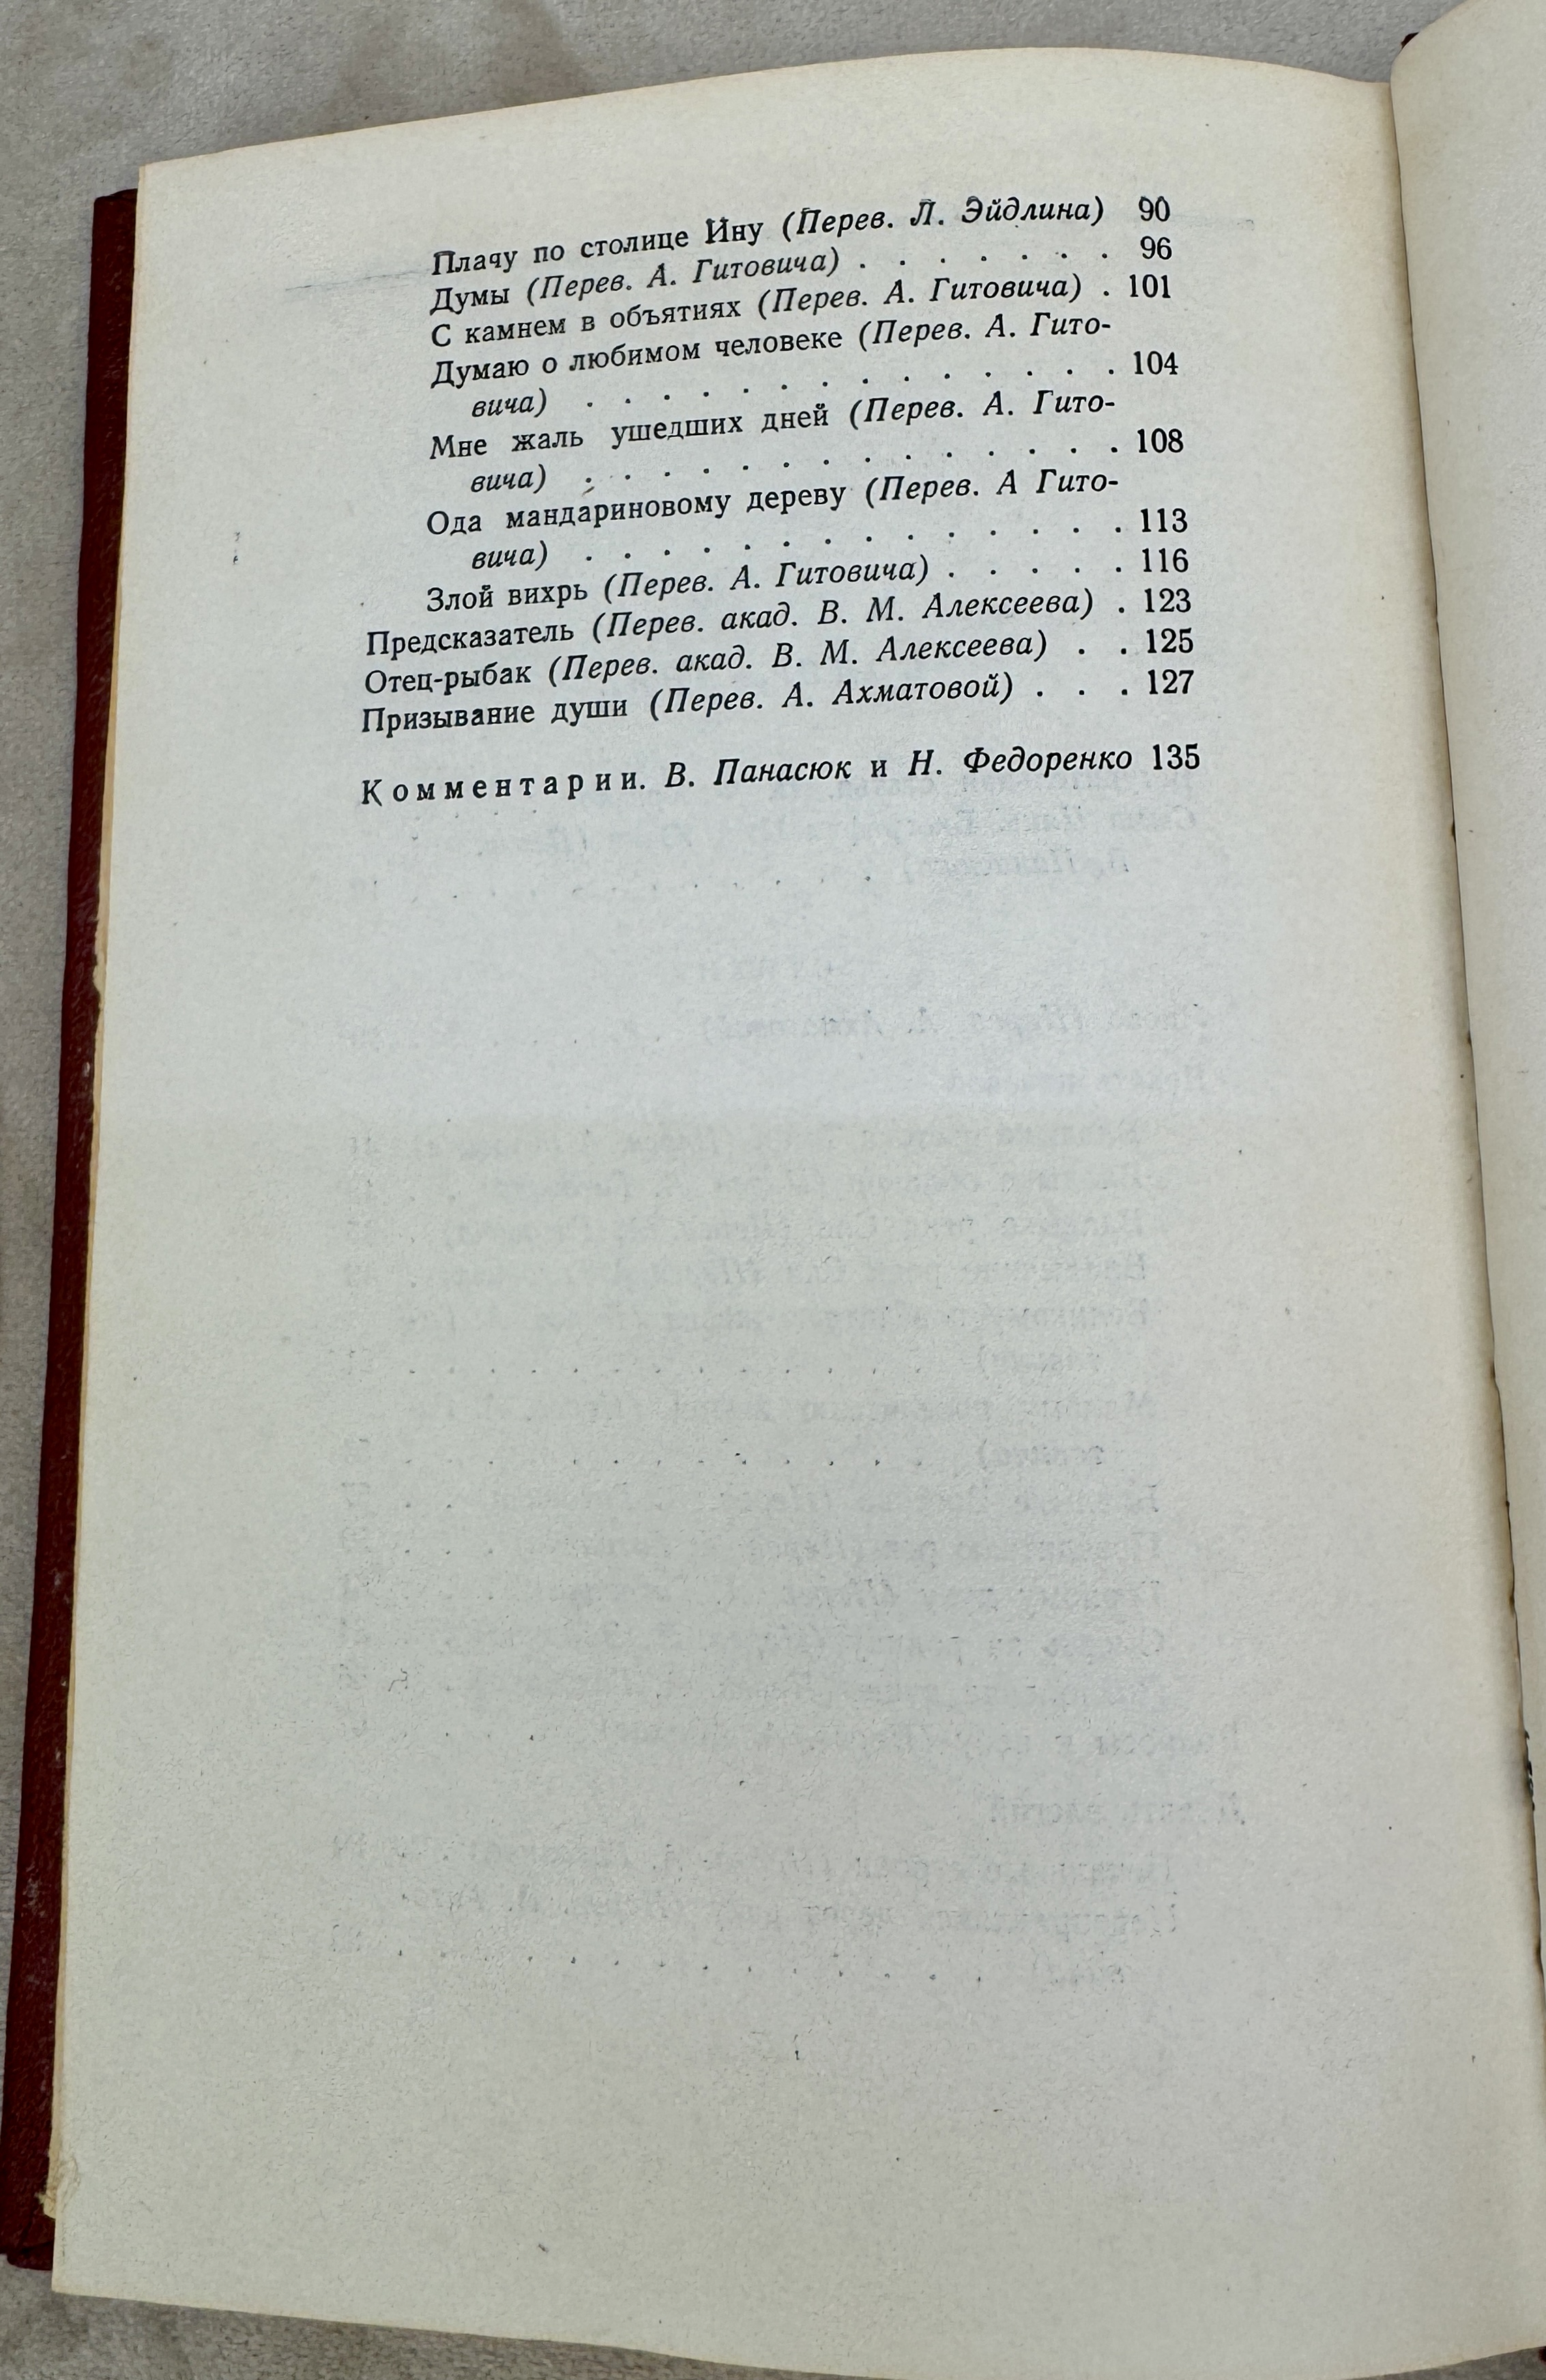 Плачу по столице Ину (Перев. Л. Эйдлина) 90
Думы (Перев. А. Гитовича) . . . . . . . 96
С камнем в объятиях (Перев. А. Гитовича) . 101
Думаю о любимом человеке (Перев. А. Гито-
вича) . . . . . . . . . . . . . . 104
Мне жаль ушедших дней (Перев. А. Гито-
вича) . . . . . . . . . . . . . . 108
Ода мандариновому дереву (Перев. А Гито-
вича) . . . . . . . . . . . . . . 113
Злой вихрь (Перев. А. Гитовича) . . . . . 116
Предсказатель (Перев. акад. В. М. Алексеева) . 123
Отец-рыбак (Перев. акад. В. М. Алексеева) . . 125
Призывание души (Перев. А. Ахматовой) . . . 127
Комментарии. В. Панасюк и Н. Федоренко 135